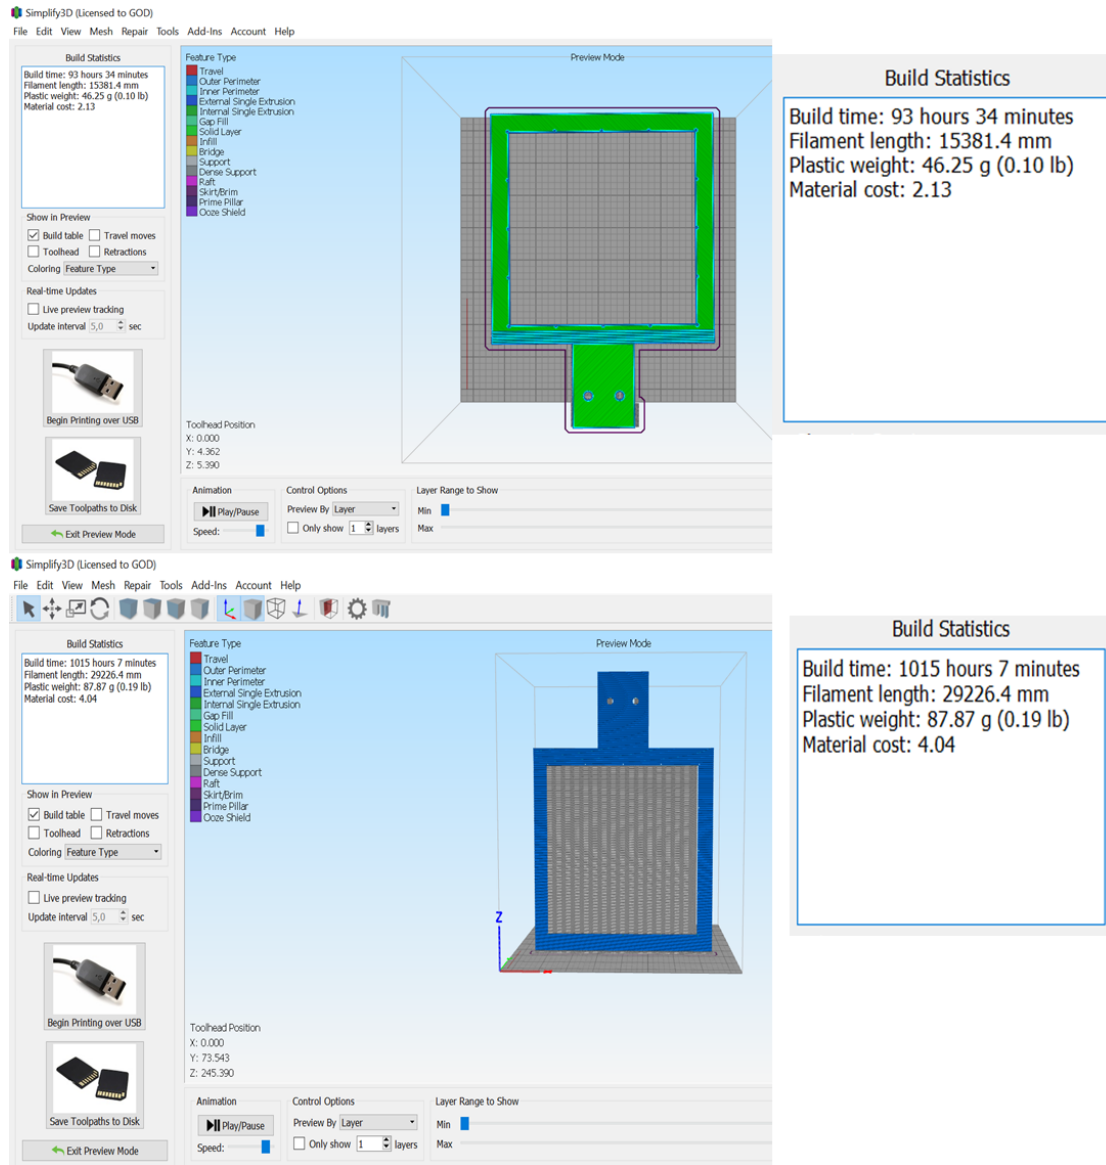 Simplify3D (Licensed to GOD)
File Edit View Mesh Repair Tools Add-Ins Account Help
Build Statistics
Build time: 93 hours 34 minutes
Filament length: 15381.4 mm
Plastic weight: 46.25 g (0.10 lb)
Material cost: 2.13
Show in Preview
Build table Travel moves
Toolhead Retractions
Coloring Feature Type
Real-time Updates
Live preview tracking
Update interval 5,0 sec
Begin Printing over USB
Save Toolpaths to Disk
Exit Preview Mode
Feature Type
Travel
Outer Perimeter
Inner Perimeter
External Single Extrusion
Internal Single Extrusion
Gap Fill
Solid Layer
Infill
Bridge
Support
Dense Support
Raft
Skirt/Brim
Prime Pillar
Ooze Shield
Preview Mode
Toolhead Position
X: 0.000
Y: 4.362
Z: 5.390
Animation
Play/Pause
Speed:
Control Options
Preview By Layer
Only show 1 layers
Layer Range to Show
Min
Max
Build Statistics
Build time: 93 hours 34 minutes
Filament length: 15381.4 mm
Plastic weight: 46.25 g (0.10 lb)
Material cost: 2.13
Simplify3D (Licensed to GOD)
File Edit View Mesh Repair Tools Add-Ins Account Help
Build Statistics
Build time: 1015 hours 7 minutes
Filament length: 29226.4 mm
Plastic weight: 87.87 g (0.19 lb)
Material cost: 4.04
Show in Preview
Build table Travel moves
Toolhead Retractions
Coloring Feature Type
Real-time Updates
Live preview tracking
Update interval 5,0 sec
Begin Printing over USB
Save Toolpaths to Disk
Exit Preview Mode
Feature Type
Travel
Outer Perimeter
Inner Perimeter
External Single Extrusion
Internal Single Extrusion
Gap Fill
Solid Layer
Infill
Bridge
Support
Dense Support
Raft
Skirt/Brim
Prime Pillar
Ooze Shield
Preview Mode
Z
Toolhead Position
X: 0.000
Y: 73.543
Z: 245.390
Animation
Play/Pause
Speed:
Control Options
Preview By Layer
Only show 1 layers
Layer Range to Show
Min
Max
Build Statistics
Build time: 1015 hours 7 minutes
Filament length: 29226.4 mm
Plastic weight: 87.87 g (0.19 lb)
Material cost: 4.04